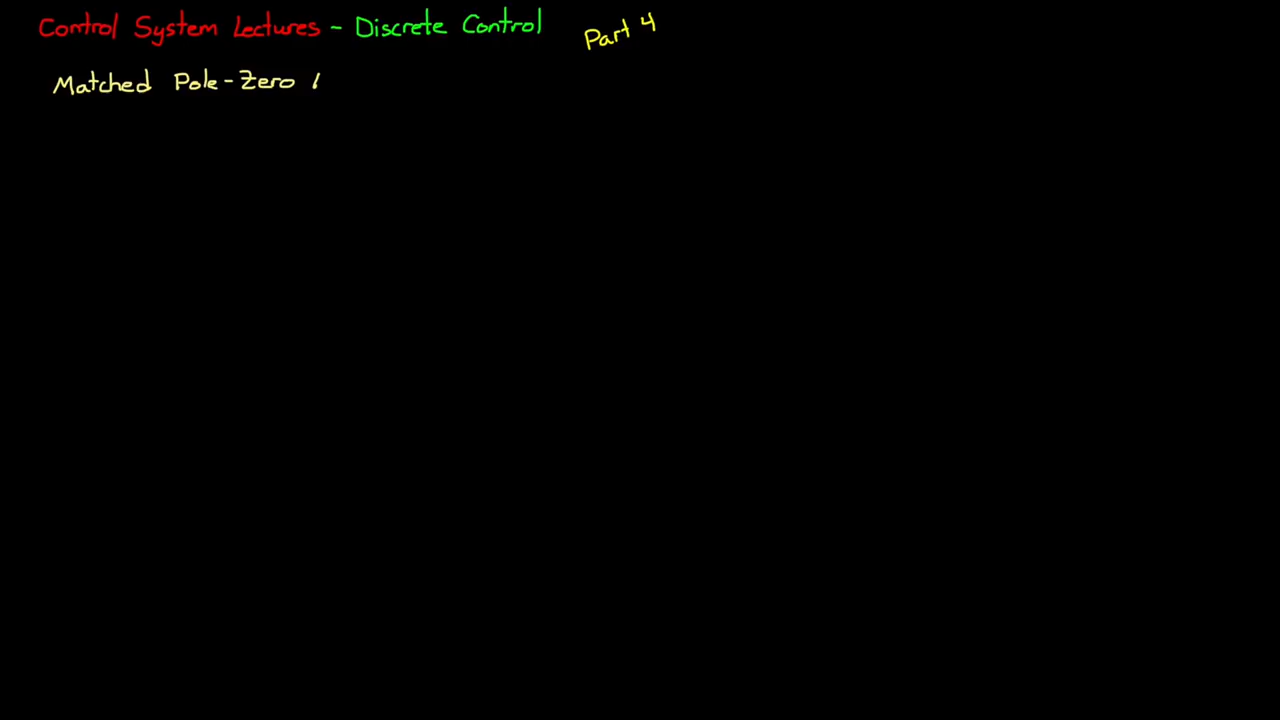 Control System Lectures - Discrete Control Part 4
Matched Pole-Zero